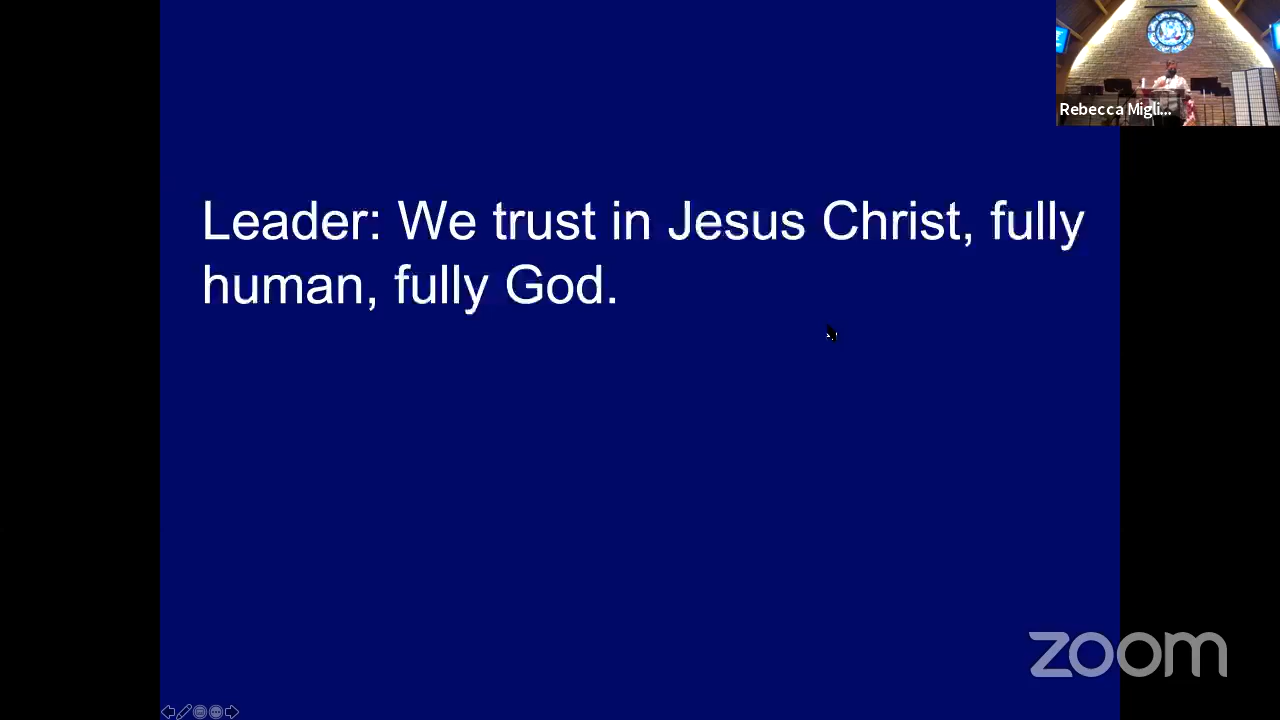 Rebecca Migli...
Leader: We trust in Jesus Christ, fully
human, fully God.
zoom